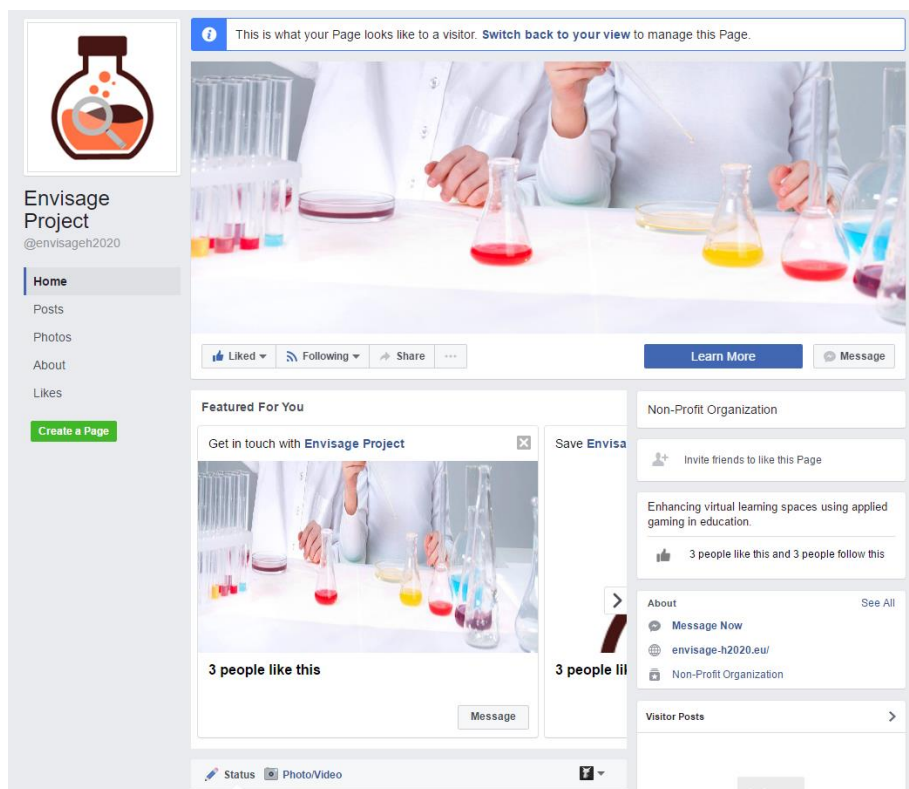 This is what your Page looks like to a visitor. Switch back to your view to manage this Page.
Envisage
Project
@envisageh2020
Home
Posts
Photos
About
Likes
Create a Page
Liked
Following
Share
Learn More
Message
Featured For You
Get in touch with Envisage Project
3 people like this
Message
Save Envisa
3 people lik
Non-Profit Organization
Invite friends to like this Page
Enhancing virtual learning spaces using applied
gaming in education.
3 people like this and 3 people follow this
About
See All
Message Now
envisage-h2020.eu/
Non-Profit Organization
Visitor Posts
Status
Photo/Video